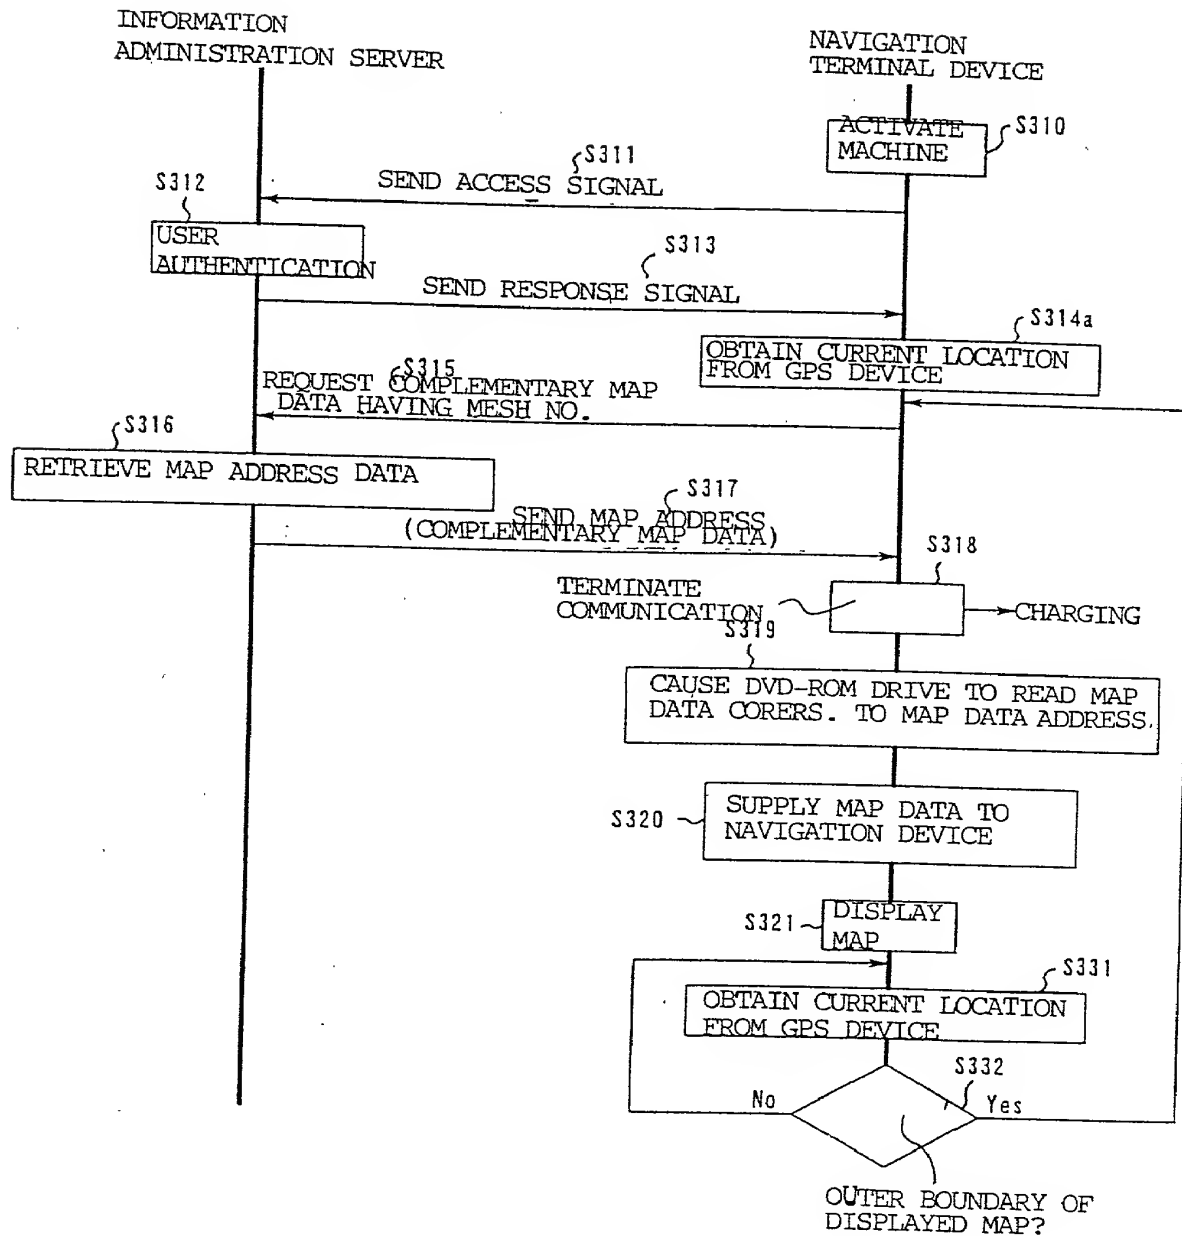 INFORMATION
ADMINISTRATION SERVER
NAVIGATION
TERMINAL DEVICE
ACTIVATE
MACHINE
S310
S311
SEND ACCESS SIGNAL
S312
USER
AUTHENTICATION
S313
SEND RESPONSE SIGNAL
S314a
OBTAIN CURRENT LOCATION
FROM GPS DEVICE
S315
REQUEST COMPLEMENTARY MAP
DATA HAVING MESH NO.
S316
RETRIEVE MAP ADDRESS DATA
S317
SEND MAP ADDRESS
(COMPLEMENTARY MAP DATA)
S318
TERMINATE
COMMUNICATION
CHARGING
S319
CAUSE DVD-ROM DRIVE TO READ MAP
DATA CORERS. TO MAP DATA ADDRESS.
S320
SUPPLY MAP DATA TO
NAVIGATION DEVICE
S321
DISPLAY
MAP
S331
OBTAIN CURRENT LOCATION
FROM GPS DEVICE
S332
No
Yes
OUTER BOUNDARY OF
DISPLAYED MAP?